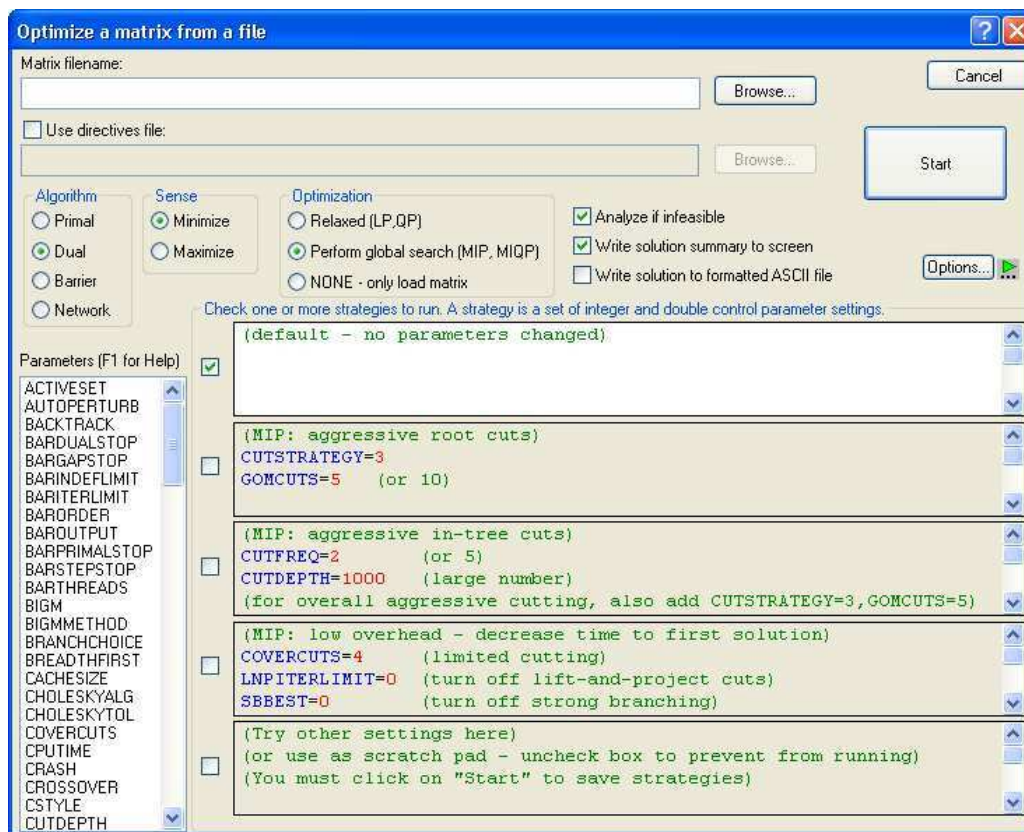 Optimize a matrix from a file
Matrix filename:
Browse...
Cancel
Use directives file:
Browse...
Start
Algorithm
Primal
Dual
Barrier
Network
Sense
Minimize
Maximize
Optimization
Relaxed (LP,QP)
Perform global search (MIP, MIQP)
NONE - only load matrix
Analyze if infeasible
Write solution summary to screen
Write solution to formatted ASCII file
Options...
Check one or more strategies to run. A strategy is a set of integer and double control parameter settings.
Parameters (F1 for Help)
ACTIVESET
AUTOPERTURB
BACKTRACK
BARDUALSTOP
BARGAPSTOP
BARINDEFLIMIT
BARITERLIMIT
BARORDER
BAROUTPUT
BARPRIMALSTOP
BARSTEPSTOP
BARTHREADS
BIGM
BIGMMETHOD
BRANCHCHOICE
BREADTHFIRST
CACHESIZE
CHOLESKYALG
CHOLESKYTOL
COVERCUTS
CPUTIME
CRASH
CROSSOVER
CSTYLE
CUTDEPTH
(default - no parameters changed)
(MIP: aggressive root cuts)
CUTSTRATEGY=3
GOMCUTS=5 (or 10)
(MIP: aggressive in-tree cuts)
CUTFREQ=2 (or 5)
CUTDEPTH=1000 (large number)
(for overall aggressive cutting, also add CUTSTRATEGY=3,GOMCUTS=5)
(MIP: low overhead - decrease time to first solution)
COVERCUTS=4 (limited cutting)
LNPITERLIMIT=0 (turn off lift-and-project cuts)
SBBEST=0 (turn off strong branching)
(Try other settings here)
(or use as scratch pad - uncheck box to prevent from running)
(You must click on "Start" to save strategies)